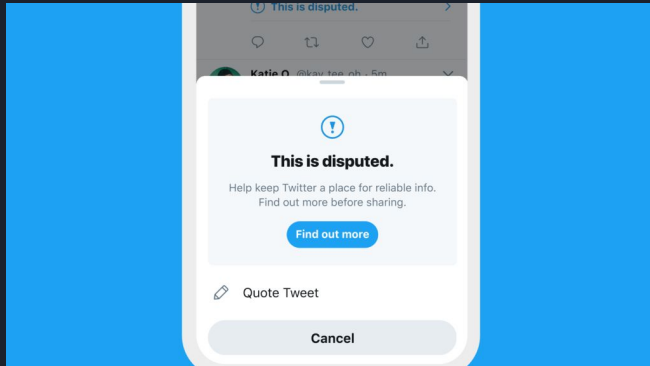 This is disputed.
Katie O. @kay_tee_oh · 5m
This is disputed.
Help keep Twitter a place for reliable info.
Find out more before sharing.
Find out more
Quote Tweet
Cancel